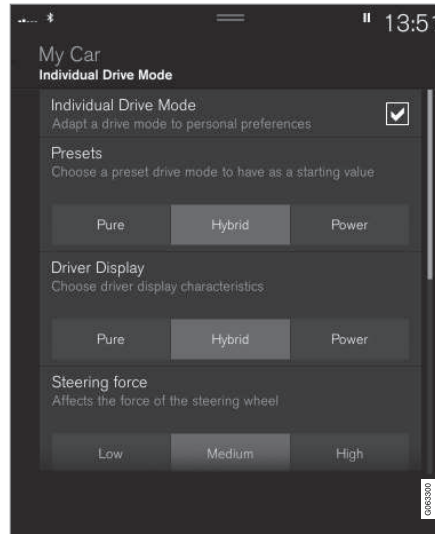 13:51
My Car
Individual Drive Mode
Individual Drive Mode
Adapt a drive mode to personal preferences
Presets
Choose a preset drive mode to have as a starting value
Pure Hybrid Power
Driver Display
Choose driver display characteristics
Pure Hybrid Power
Steering force
Affects the force of the steering wheel
Low Medium High
G063300